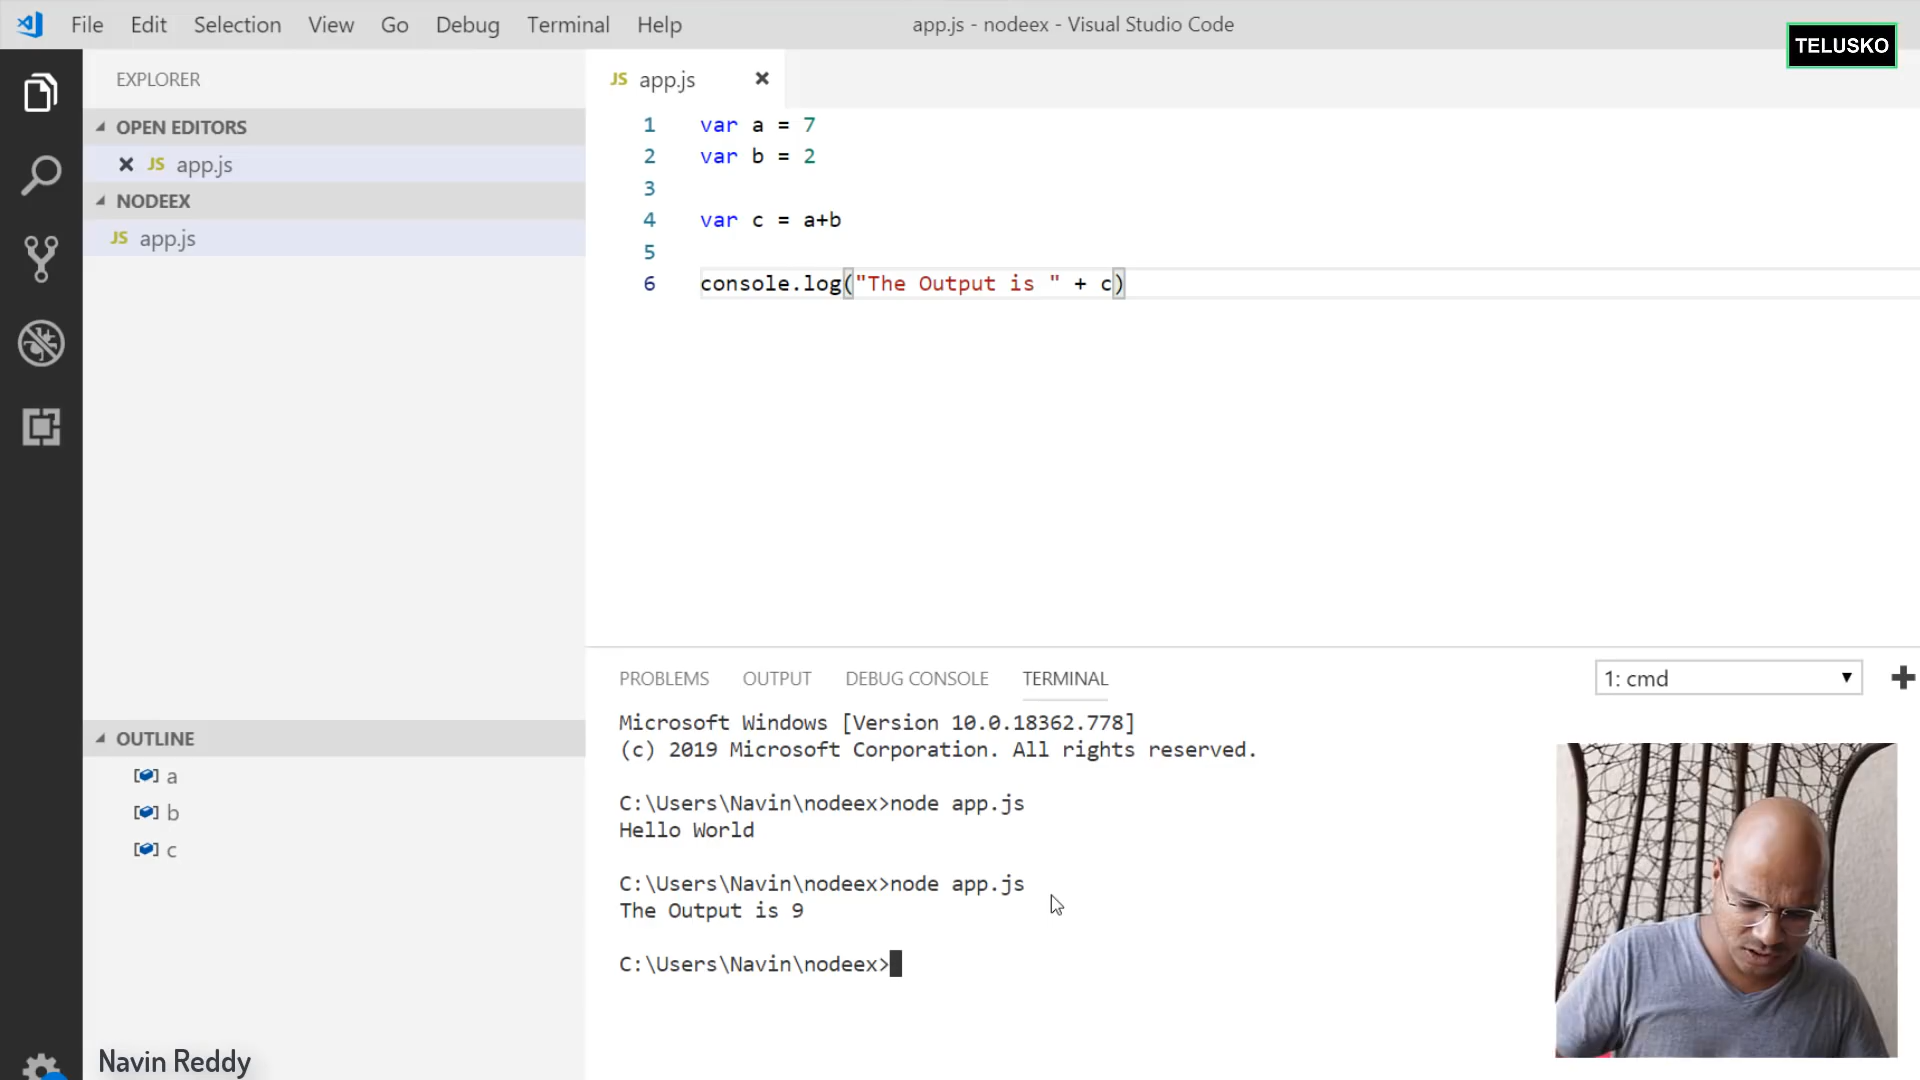 File Edit Selection View Go Debug Terminal Help
app.js - nodeex - Visual Studio Code
TELUSKO
EXPLORER
OPEN EDITORS
JS app.js
NODEEX
JS app.js
OUTLINE
a
b
c
Navin Reddy
JS app.js
1 var a = 7
2 var b = 2
3
4 var c = a+b
5
6 console.log("The Output is " + c)
PROBLEMS OUTPUT DEBUG CONSOLE TERMINAL
1: cmd
Microsoft Windows [Version 10.0.18362.778]
(c) 2019 Microsoft Corporation. All rights reserved.
C:\Users\Navin\nodeex>node app.js
Hello World
C:\Users\Navin\nodeex>node app.js
The Output is 9
C:\Users\Navin\nodeex>